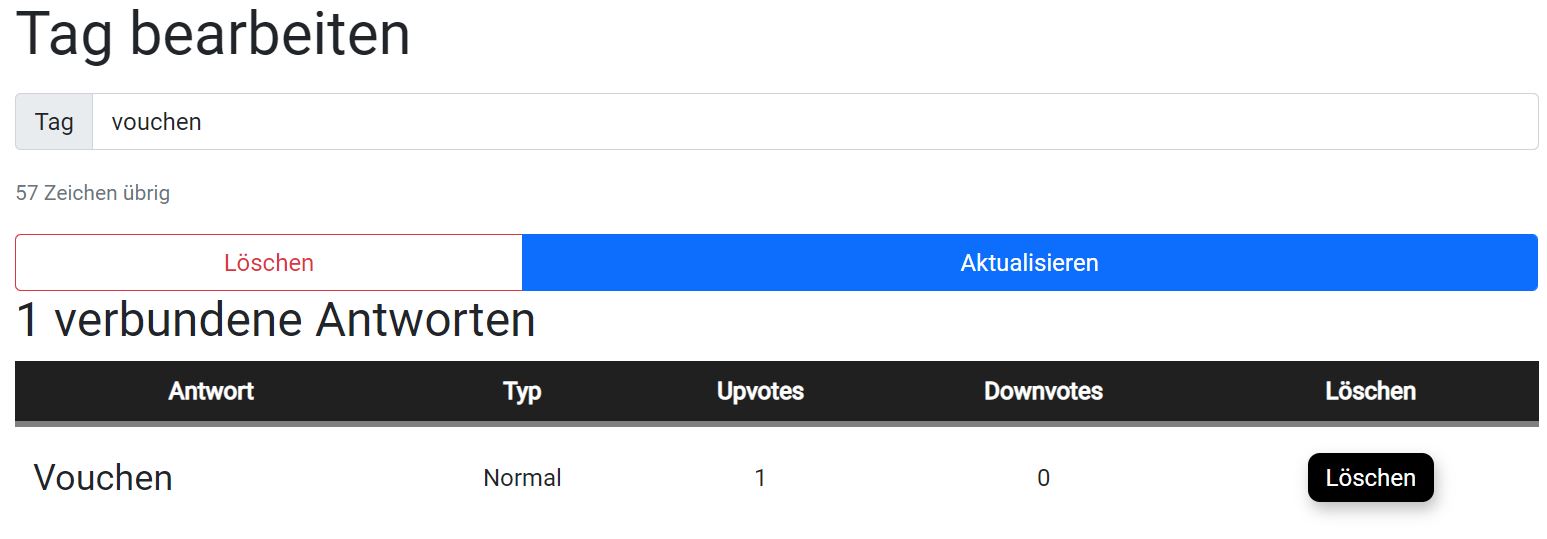 Tag bearbeiten
Tag vouchen
57 Zeichen übrig
Löschen Aktualisieren
1 verbundene Antworten
Antwort Typ Upvotes Downvotes Löschen
Vouchen Normal 1 0 Löschen